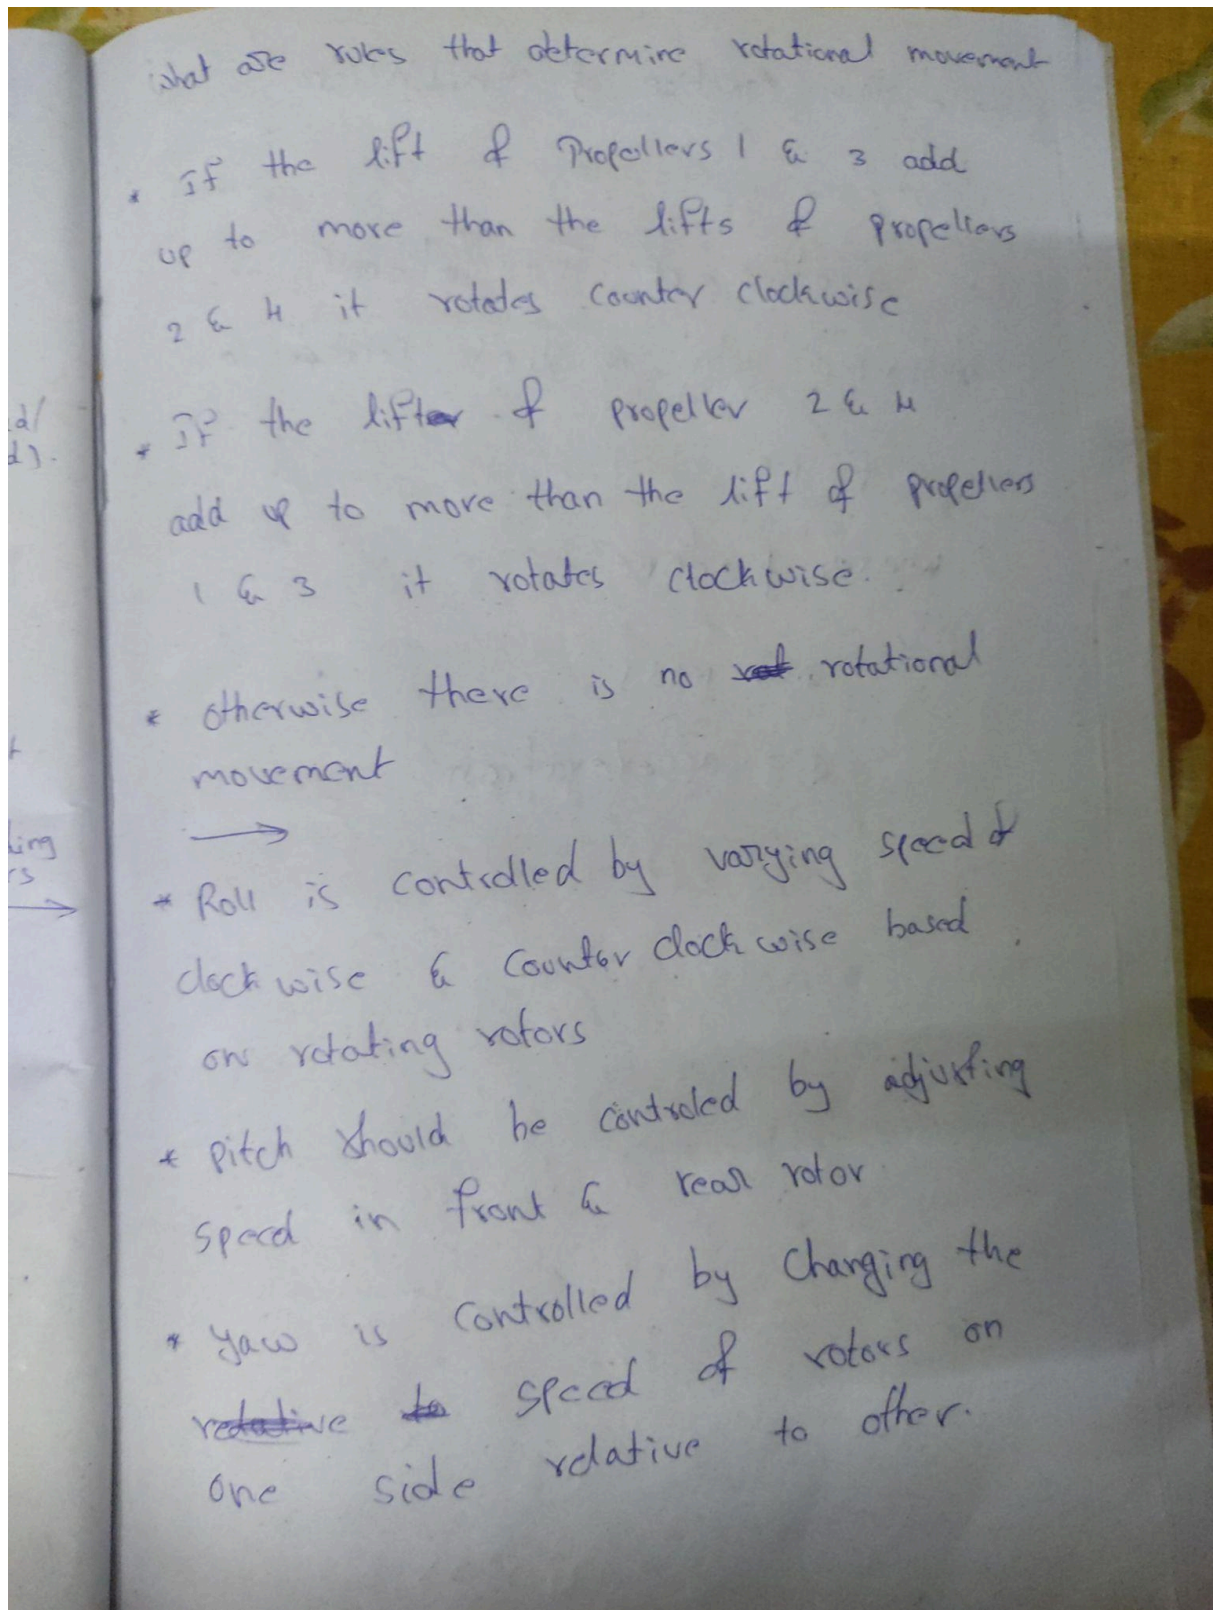 what are rules that determine rotational movement
* If the lift of Propellers 1 & 3 add
up to more than the lifts of propellers
2 & 4 it rotates counter clockwise
* If the lift of propeller 2 & 4
add up to more than the lift of propellers
1 & 3 it rotates clockwise.
* otherwise there is no rotational
movement
→
* Roll is controlled by varying speed of
clockwise & counter clockwise based
on rotating rotors
* pitch should be controled by adjusting
speed in front & rear rotor
* yaw is controlled by changing the
speed of rotors on
one side relative to other.
d/
d).
ling
rs
→